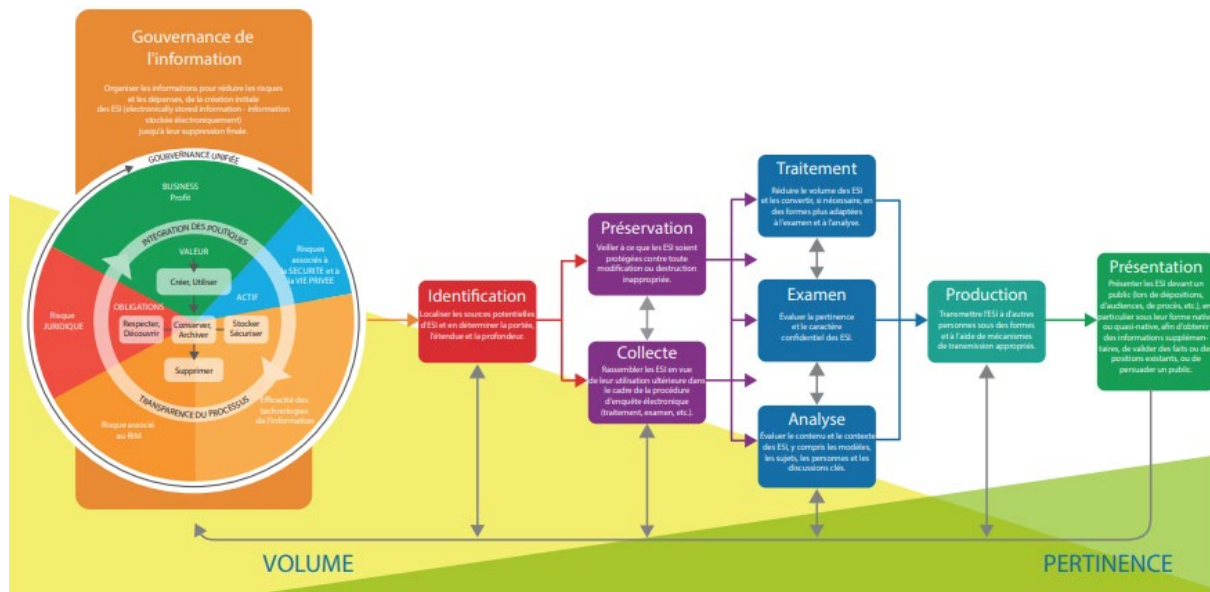 Gouvernance de
l'information
Organiser les informations pour réduire les risques
et les dépenses, de la création initiale
des ESI (electronically stored information - information
stockée électroniquement)
jusqu'à leur suppression finale.
GOUVERNANCE UNIFIÉE
BUSINESS
Profit
INTEGRATION DES POLITIQUES
VALEUR
Créer, Utiliser
Risques
associés à
la SECURITE et à
la VIE PRIVEE
ACTIF
Risque
JURIDIQUE
OBLIGATIONS
Respecter,
Découvrir
Conserver,
Archiver
Stocker
Sécuriser
Supprimer
TRANSPARENCE DU PROCESSUS
Efficacité des
technologies
de l'information
Risque associé
au RIM
Identification
Localiser les sources potentielles
d'ESI et en déterminer la portée,
l'étendue et la profondeur.
Préservation
Veiller à ce que les ESI soient
protégées contre toute
modification ou destruction
inappropriée.
Collecte
Rassembler les ESI en vue
de leur utilisation ultérieure dans
le cadre de la procédure
d'enquête électronique
(traitement, examen, etc.).
Traitement
Réduire le volume des ESI
et les convertir, si nécessaire, en
des formes plus adaptées
à l'examen et à l'analyse.
Examen
Évaluer la pertinence
et le caractère
confidentiel des ESI.
Analyse
Évaluer le contenu et le contexte
des ESI, y compris les modèles,
les sujets, les personnes et les
discussions clés.
Production
Transmettre l'ESI à d'autres
personnes sous des formes
et à l'aide de mécanismes
de transmission appropriés.
Présentation
Présenter les ESI devant un
public (lors de dépositions,
d'audiences, de procès, etc.), en
particulier sous leur forme native
ou quasi-native, afin d'obtenir
des informations supplémen-
taires, de valider des faits ou de
positions existants, ou de
persuader un public.
VOLUME
PERTINENCE